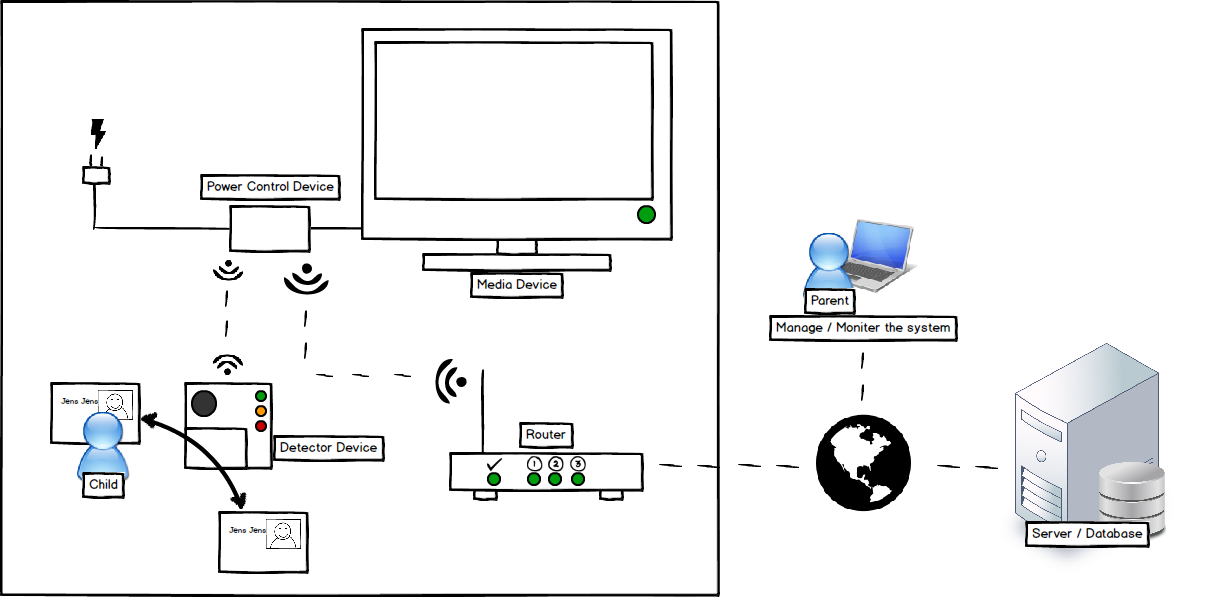 Power Control Device
Media Device
Parent
Manage / Moniter the system
Jens Jens
Child
Detector Device
Router
1 2 3
Jens Jens
Server / Database